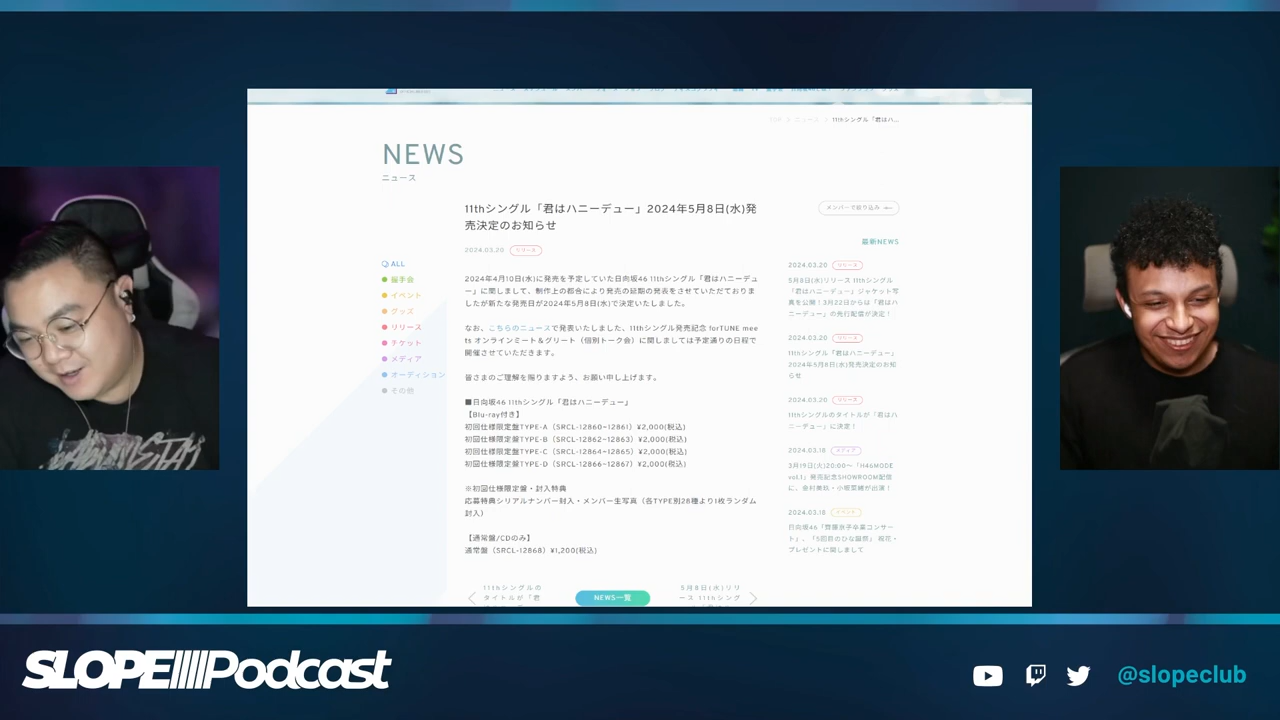 TOP / ニュース / 11thシングル「君はハ...
NEWS
ニュース
11thシングル「君はハニーデュー」2024年5月8日(水)発
売決定のお知らせ
2024.03.20 リリース
ALL
握手会
イベント
グッズ
リリース
チケット
メディア
オーディション
その他
2024年4月10日(水)に発売を予定していた日向坂46 11thシングル「君はハニーデュ
ー」に関しまして、制作上の都合により発売の延期の発表をさせていただておりま
したが新たな発売日が2024年5月8日(水)で決定いたしました。
なお、こちらのニュースで発表いたしました、11thシングル発売記念 forTUNE mee
ts オンラインミート＆グリート（個別トーク会）に関しましては予定通りの日程で
開催させていただきます。
皆さまのご理解を賜りますよう、お願い申し上げます。
■日向坂46 11thシングル「君はハニーデュー」
【Blu-ray付き】
初回仕様限定盤TYPE-A（SRCL-12860~12861）¥2,000(税込)
初回仕様限定盤TYPE-B（SRCL-12862~12863）¥2,000(税込)
初回仕様限定盤TYPE-C（SRCL-12864~12865）¥2,000(税込)
初回仕様限定盤TYPE-D（SRCL-12866~12867）¥2,000(税込)
※初回仕様限定盤・封入特典
応募特典シリアルナンバー封入・メンバー生写真（各TYPE別28種より1枚ランダム
封入）
【通常盤/CDのみ】
通常盤（SRCL-12868）¥1,200(税込)
11thシングルの
タイトルが「君
NEWS一覧
5月8日(水)リリ
ース 11thシング
メンバーで絞り込み
最新NEWS
2024.03.20 リリース
5月8日(水)リリース 11thシングル
「君はハニーデュー」ジャケット写
真を公開！3月22日からは「君はハ
ニーデュー」の先行配信が決定！
2024.03.20 リリース
11thシングル「君はハニーデュー」
2024年5月8日(水)発売決定のお知
らせ
2024.03.20 リリース
11thシングルのタイトルが「君はハ
ニーデュー」に決定！
2024.03.18 メディア
3月19日(火)20:00～「H46MODE
vol.1」発売記念SHOWROOM配信
に、金村美玖・小坂菜緒が出演！
2024.03.18 イベント
日向坂46「齊藤京子卒業コンサー
ト」、「5回目のひな誕祭」 祝花・
プレゼントに関しまして
SLOPE Podcast
@slopeclub